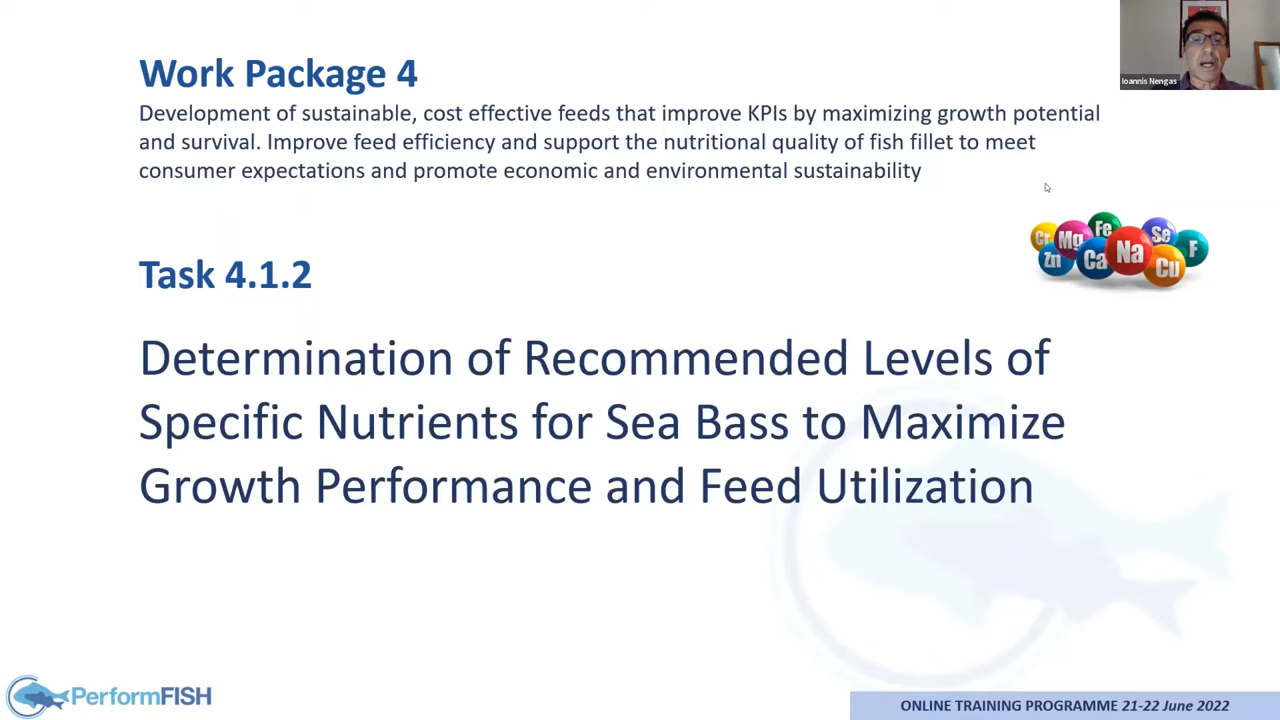 Work Package 4
Development of sustainable, cost effective feeds that improve KPIs by maximizing growth potential
and survival. Improve feed efficiency and support the nutritional quality of fish fillet to meet
consumer expectations and promote economic and environmental sustainability
Ioannis Nengas
Cr Mg Fe Se F
Zn Ca Na Cu
Task 4.1.2
Determination of Recommended Levels of
Specific Nutrients for Sea Bass to Maximize
Growth Performance and Feed Utilization
PerformFISH
ONLINE TRAINING PROGRAMME 21-22 June 2022